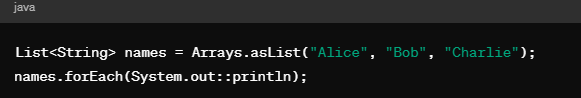 java
List<String> names = Arrays.asList("Alice", "Bob", "Charlie");
names.forEach(System.out::println);